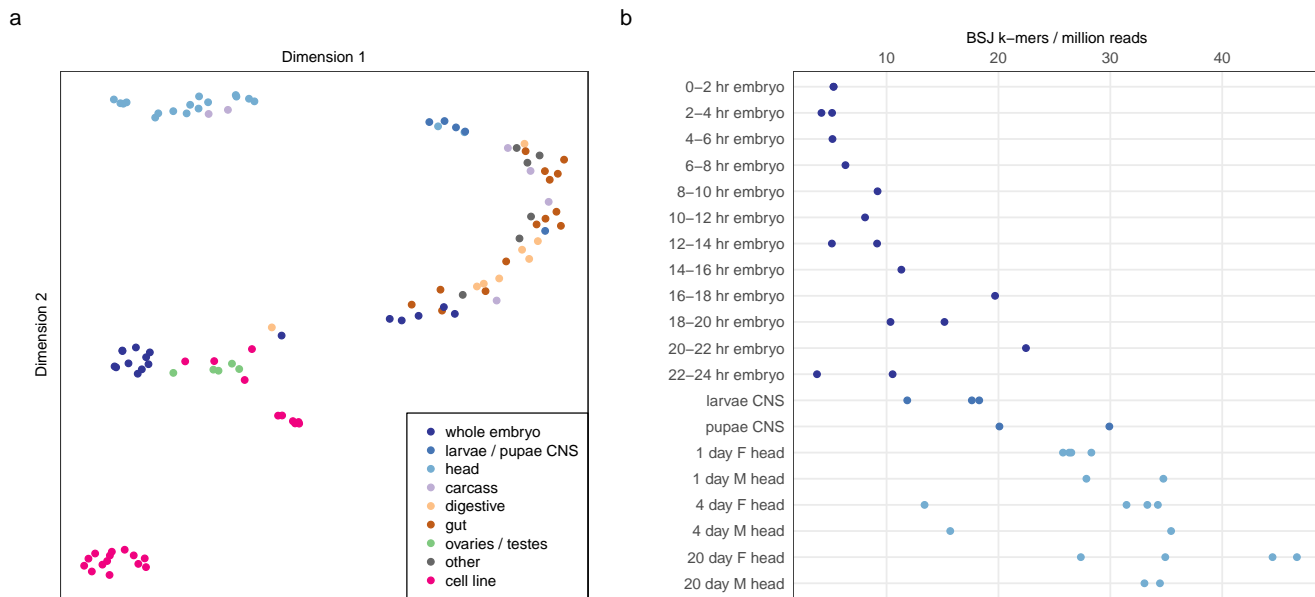 a
Dimension 1
Dimension 2
whole embryo
larvae / pupae CNS
head
carcass
digestive
gut
ovaries / testes
other
cell line
b
BSJ k−mers / million reads
10 20 30 40
0−2 hr embryo
2−4 hr embryo
4−6 hr embryo
6−8 hr embryo
8−10 hr embryo
10−12 hr embryo
12−14 hr embryo
14−16 hr embryo
16−18 hr embryo
18−20 hr embryo
20−22 hr embryo
22−24 hr embryo
larvae CNS
pupae CNS
1 day F head
1 day M head
4 day F head
4 day M head
20 day F head
20 day M head